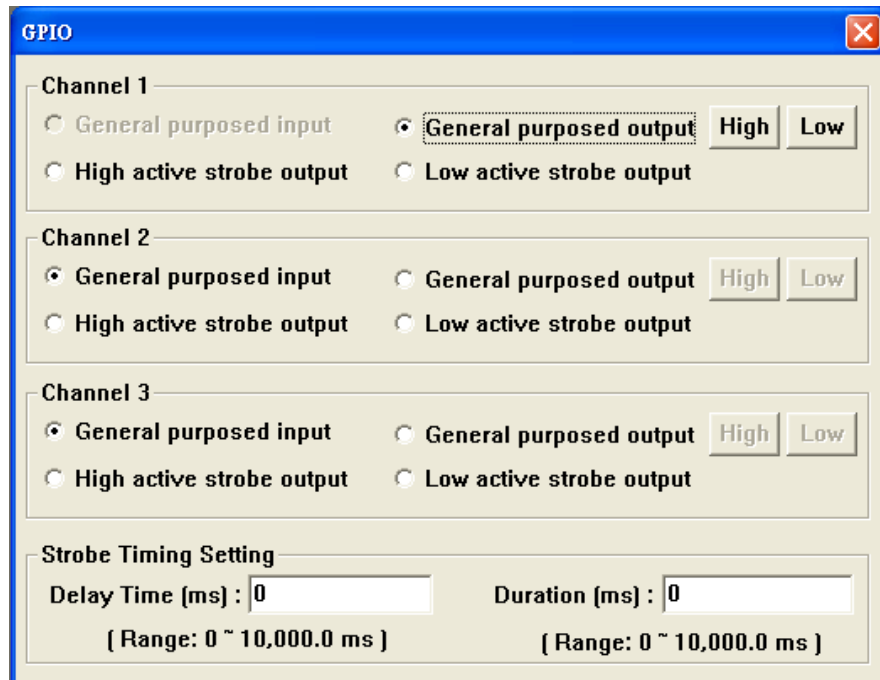 GPIO
Channel 1
General purposed input
General purposed output
High
Low
High active strobe output
Low active strobe output
Channel 2
General purposed input
General purposed output
High
Low
High active strobe output
Low active strobe output
Channel 3
General purposed input
General purposed output
High
Low
High active strobe output
Low active strobe output
Strobe Timing Setting
Delay Time (ms) : 0
Duration (ms) : 0
( Range: 0 ~ 10,000.0 ms )
( Range: 0 ~ 10,000.0 ms )